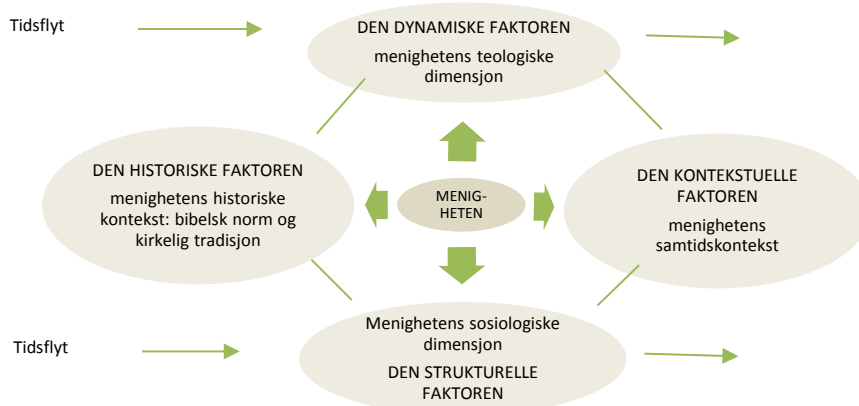 Tidsflyt
DEN DYNAMISKE FAKTOREN
menighetens teologiske
dimensjon
DEN HISTORISKE FAKTOREN
menighetens historiske
kontekst: bibelsk norm og
kirkelig tradisjon
MENIG-
HETEN
DEN KONTEKSTUELLE
FAKTOREN
menighetens
samtidskontekst
Tidsflyt
Menighetens sosiologiske
dimensjon
DEN STRUKTURELLE
FAKTOREN